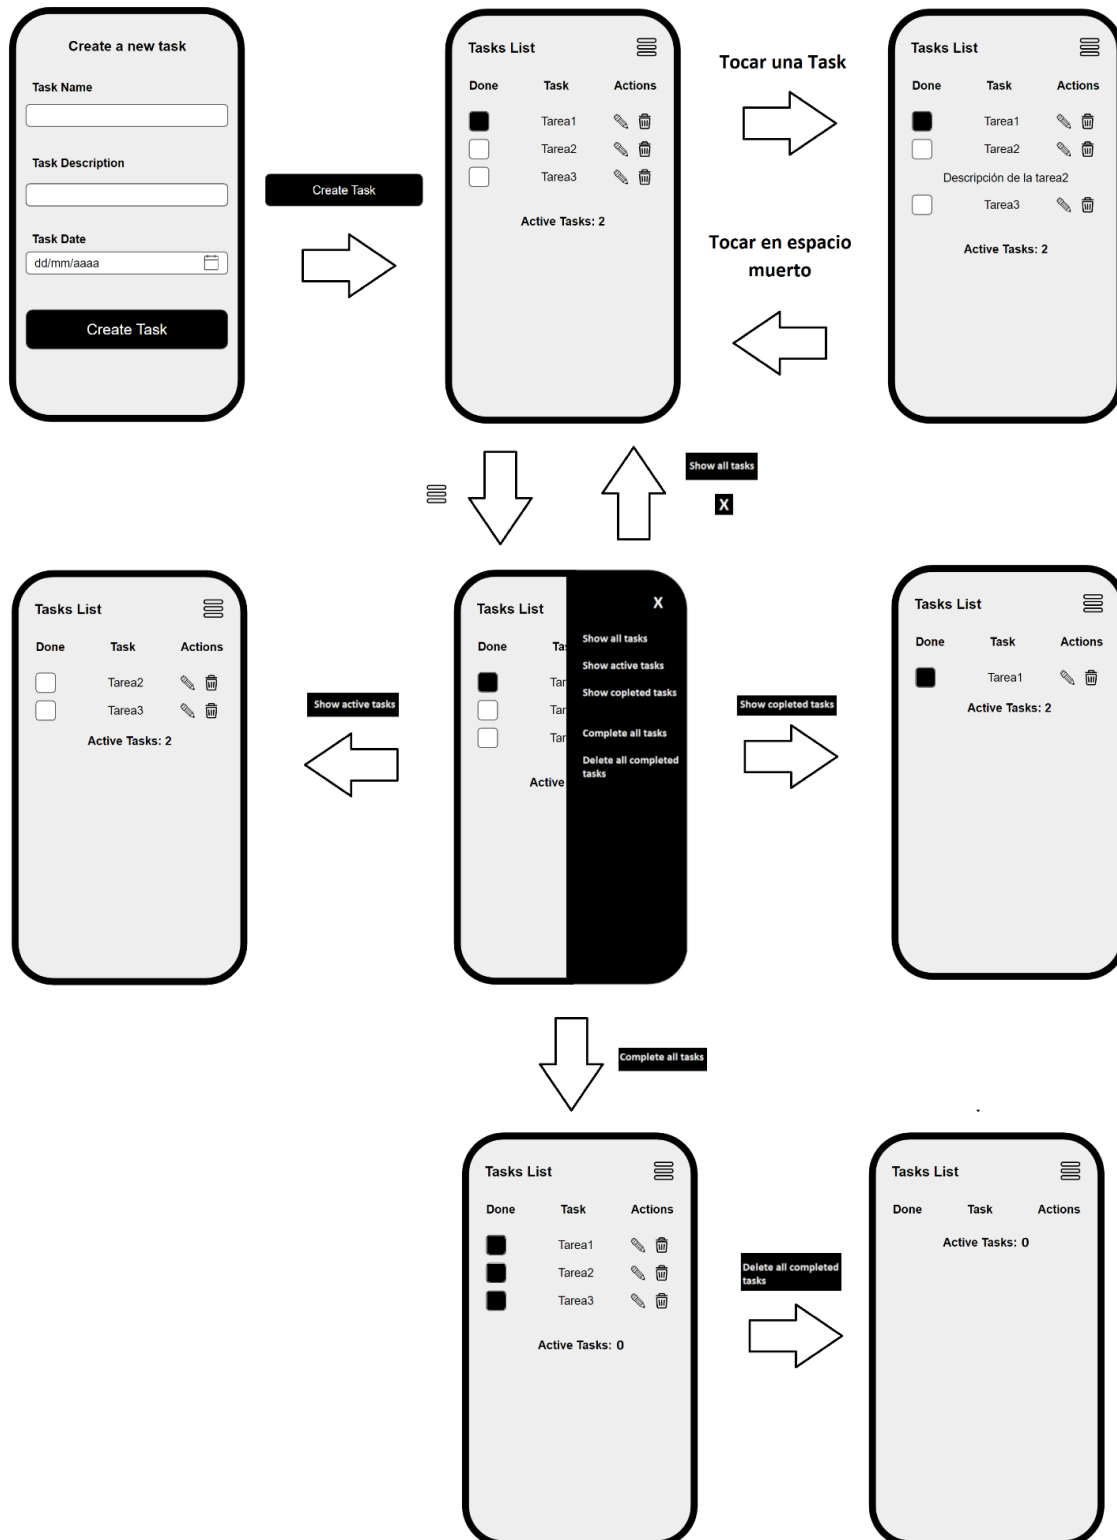 Create a new task
Task Name
Task Description
Task Date
dd/mm/aaaa
Create Task
Create Task
Tasks List
Done Task Actions
Tarea1
Tarea2
Tarea3
Active Tasks: 2
Tocar una Task
Tocar en espacio
muerto
Tasks List
Done Task Actions
Tarea1
Tarea2
Descripción de la tarea2
Tarea3
Active Tasks: 2
Show all tasks
X
Tasks List
Done Task Actions
Tarea2
Tarea3
Active Tasks: 2
Show active tasks
Tasks List
Done Ta
Tar
Tar
Tar
Active
X
Show all tasks
Show active tasks
Show copleted tasks
Complete all tasks
Delete all completed
tasks
Show copleted tasks
Tasks List
Done Task Actions
Tarea1
Active Tasks: 2
Complete all tasks
Tasks List
Done Task Actions
Tarea1
Tarea2
Tarea3
Active Tasks: 0
Delete all completed
tasks
Tasks List
Done Task Actions
Active Tasks: 0